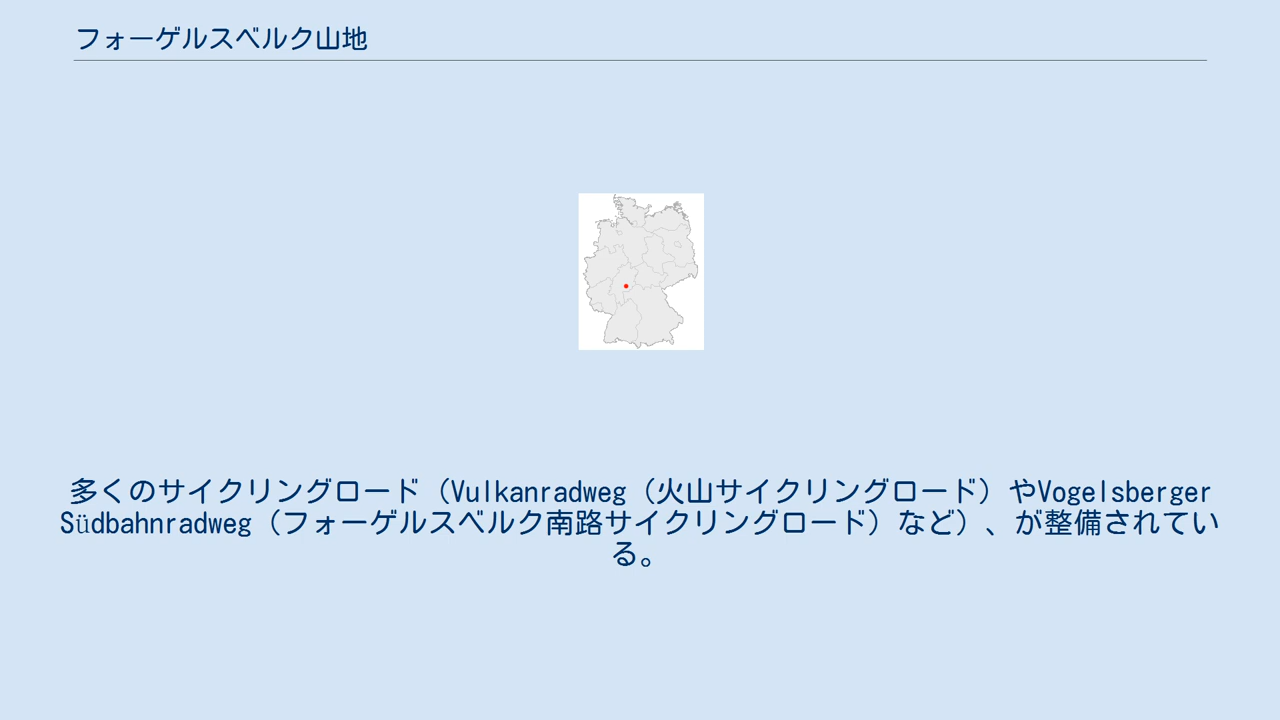 フォーゲルスベルク山地
多くのサイクリングロード（Vulkanradweg（火山サイクリングロード）やVogelsberger
Südbahnradweg（フォーゲルスベルク南路サイクリングロード）など）、が整備されてい
る。